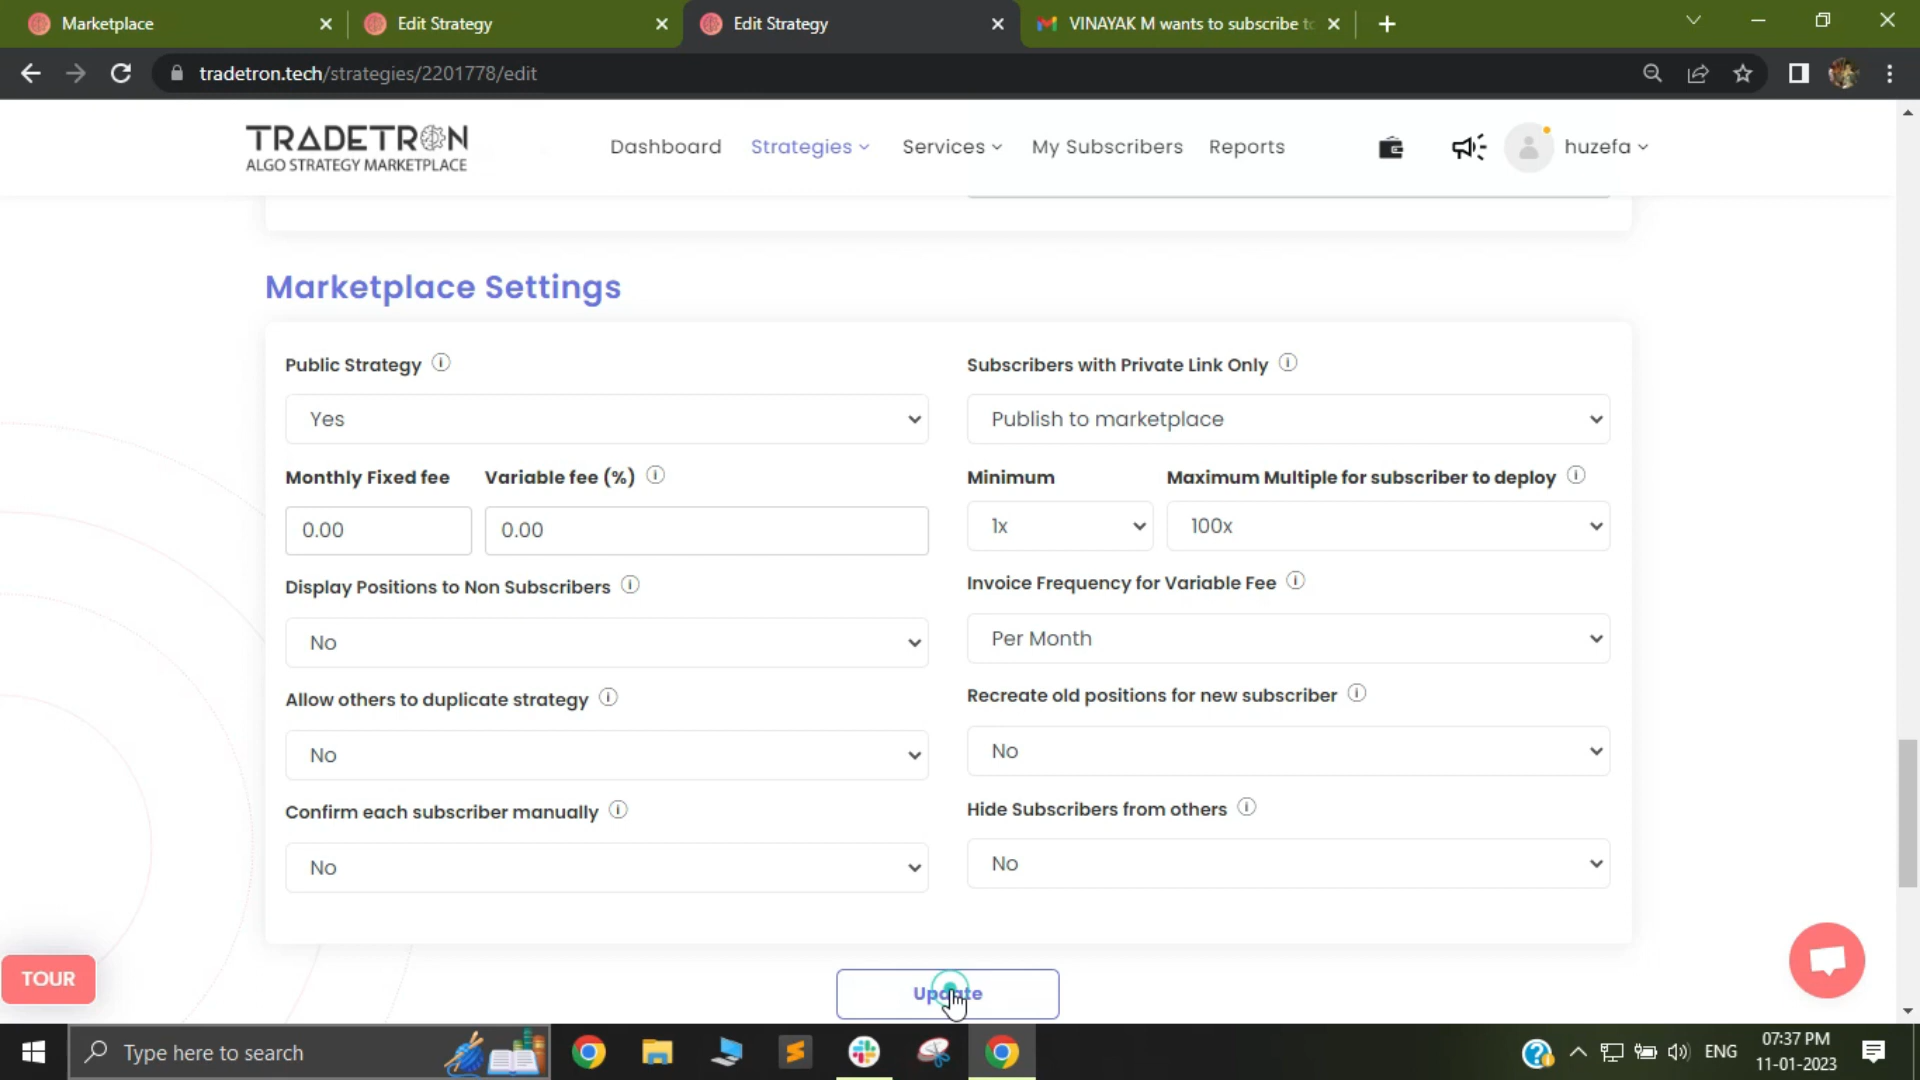 Marketplace
Edit Strategy
Edit Strategy
VINAYAK M wants to subscribe to
tradetron.tech/strategies/2201778/edit
TRADETRON
ALGO STRATEGY MARKETPLACE
Dashboard Strategies Services My Subscribers Reports huzefa
Marketplace Settings
Public Strategy
Subscribers with Private Link Only
Yes
Publish to marketplace
Monthly Fixed fee Variable fee (%)
Minimum Maximum Multiple for subscriber to deploy
0.00 0.00
1x 100x
Display Positions to Non Subscribers
Invoice Frequency for Variable Fee
No
Per Month
Allow others to duplicate strategy
Recreate old positions for new subscriber
No
No
Confirm each subscriber manually
Hide Subscribers from others
No
No
TOUR
Update
Type here to search
ENG
07:37 PM
11-01-2023